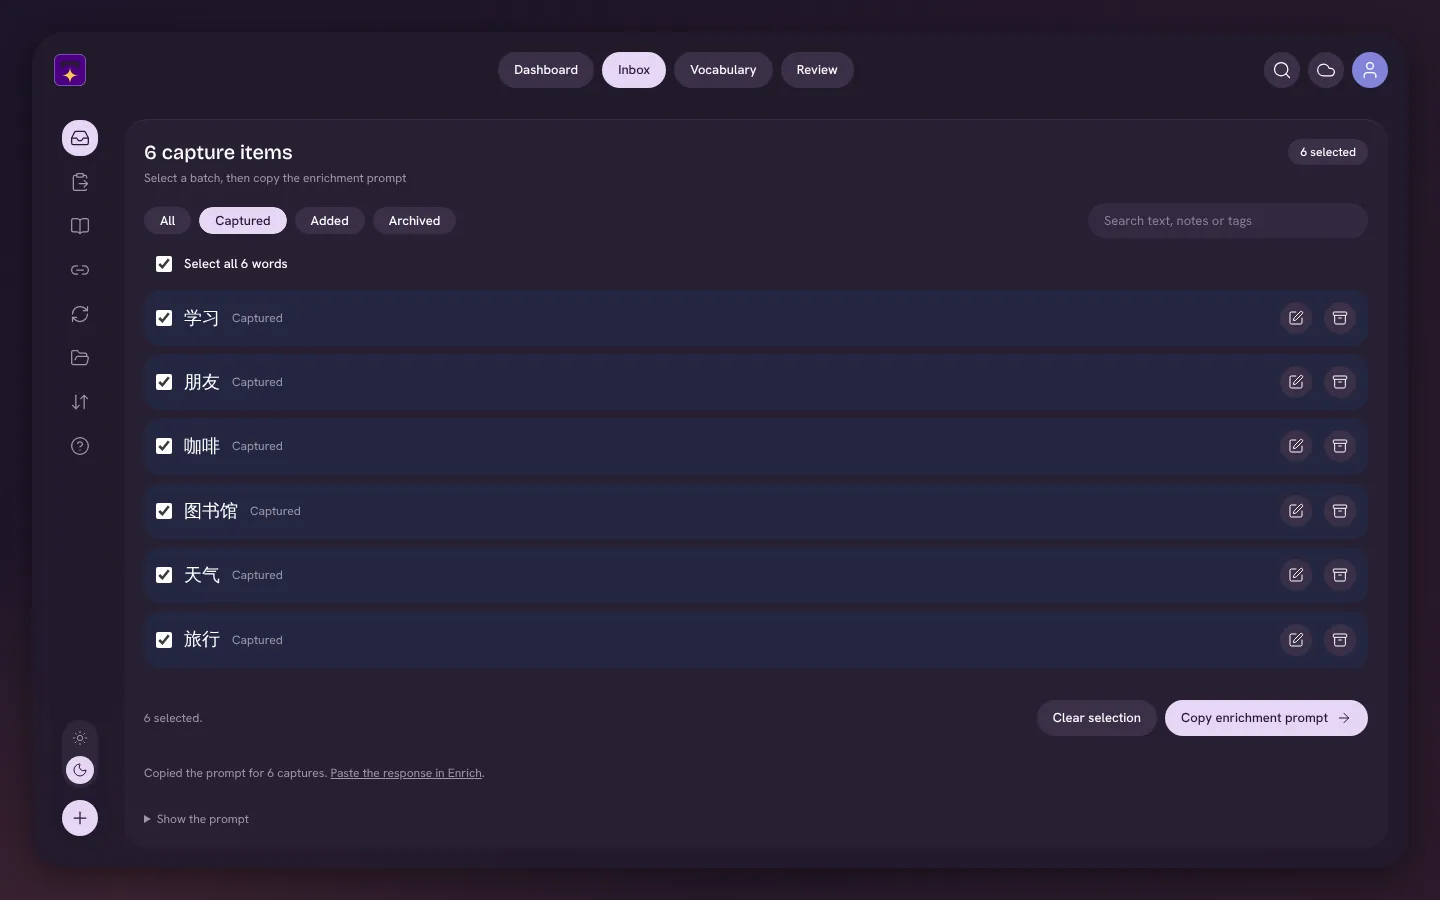 Dashboard
Inbox
Vocabulary
Review
6 capture items
6 selected
Select a batch, then copy the enrichment prompt
All
Captured
Added
Archived
Search text, notes or tags
Select all 6 words
学习 Captured
朋友 Captured
咖啡 Captured
图书馆 Captured
天气 Captured
旅行 Captured
6 selected.
Clear selection
Copy enrichment prompt
Copied the prompt for 6 captures. Paste the response in Enrich.
Show the prompt